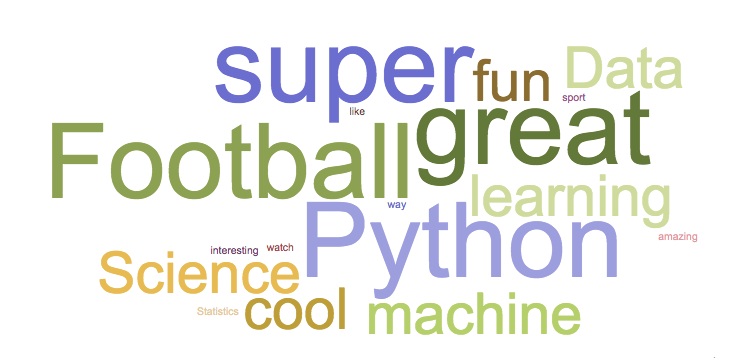 super
fun
Data
like
sport
great
Football
learning
way
Python
amazing
interesting
watch
Science
Statistics
cool
machine